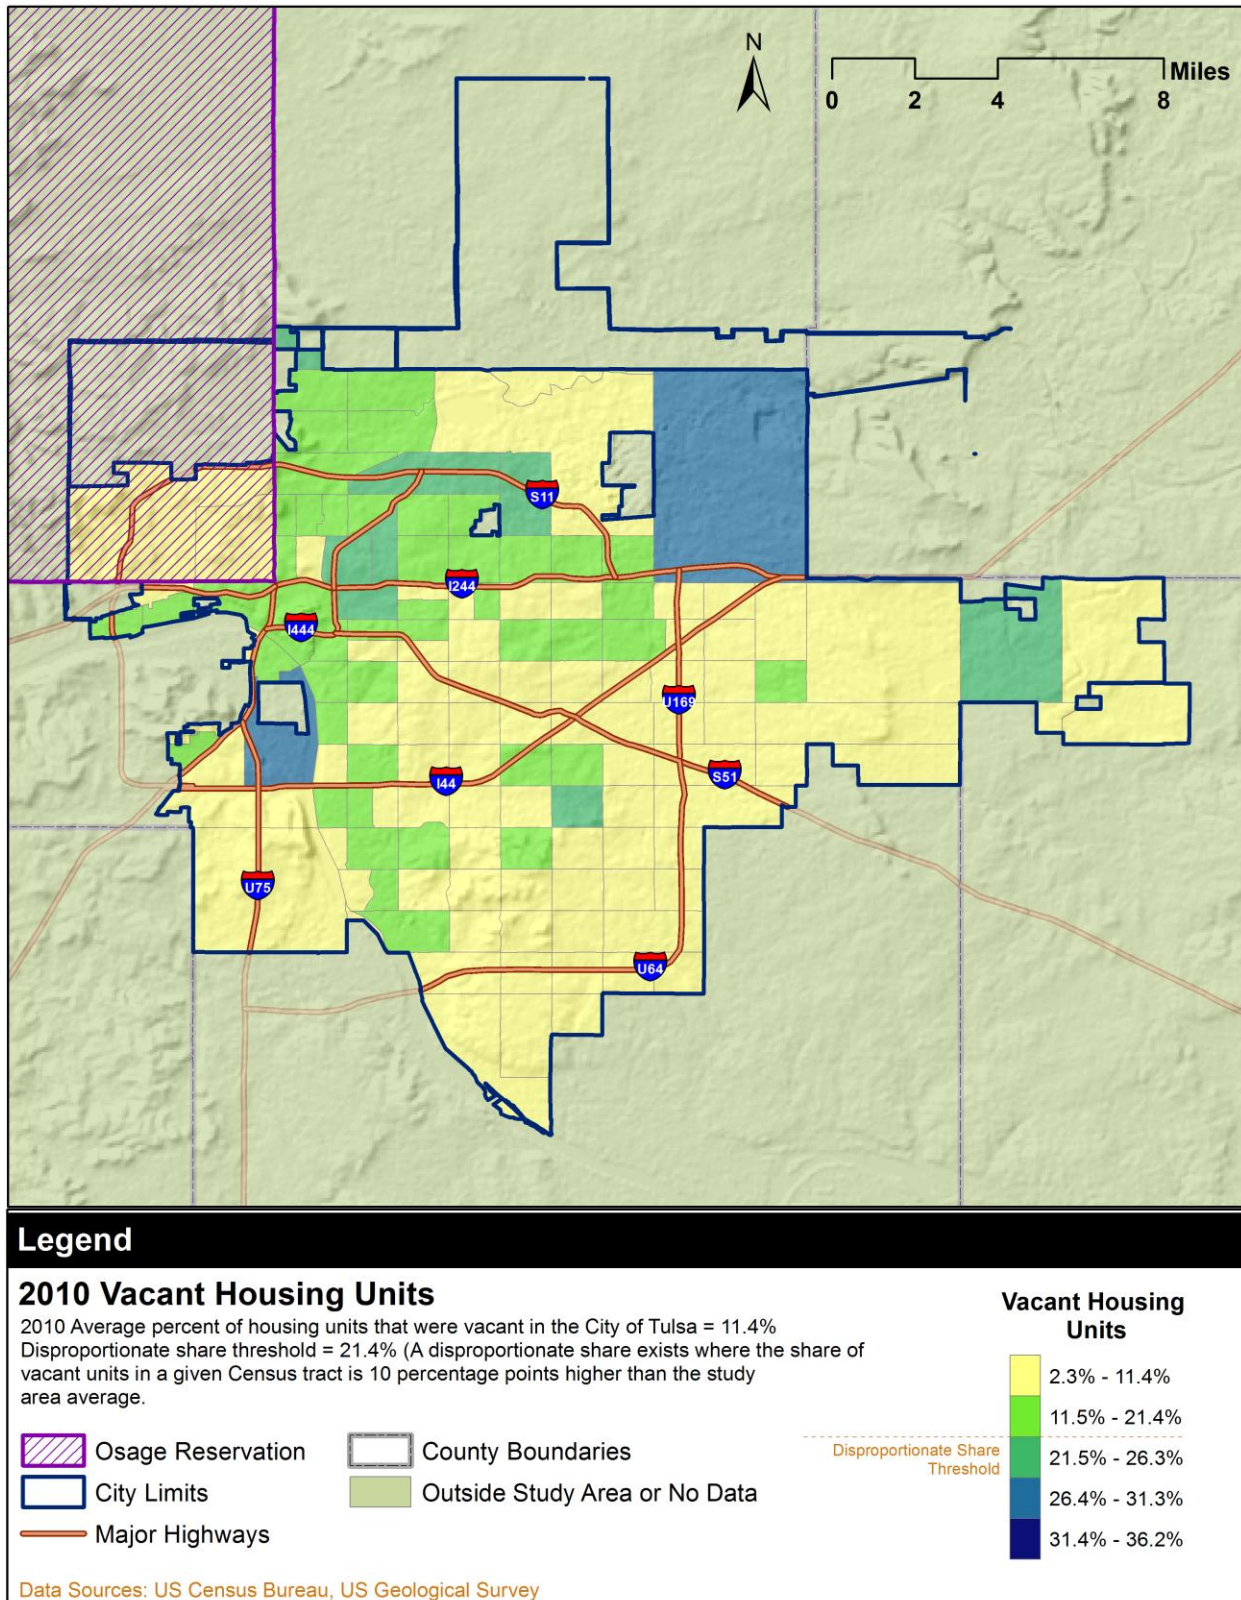 N
Miles
0 2 4 8
S11
I244
I444
U169
S51
I44
U75
U64
Legend
2010 Vacant Housing Units
2010 Average percent of housing units that were vacant in the City of Tulsa = 11.4%
Disproportionate share threshold = 21.4% (A disproportionate share exists where the share of
vacant units in a given Census tract is 10 percentage points higher than the study
area average.
Osage Reservation
County Boundaries
City Limits
Outside Study Area or No Data
Major Highways
Data Sources: US Census Bureau, US Geological Survey
Vacant Housing
Units
2.3% - 11.4%
11.5% - 21.4%
Disproportionate Share
Threshold
21.5% - 26.3%
26.4% - 31.3%
31.4% - 36.2%